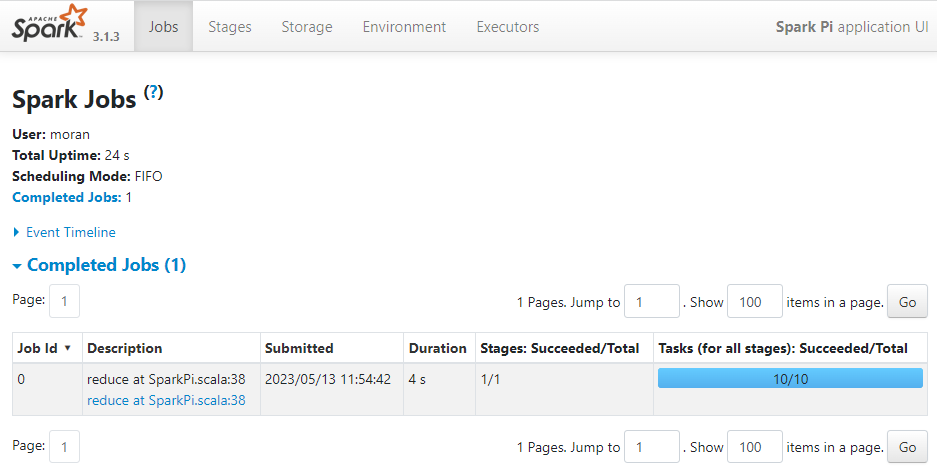 APACHE Spark 3.1.3 Jobs Stages Storage Environment Executors Spark Pi application UI
Spark Jobs (?)
User: moran
Total Uptime: 24 s
Scheduling Mode: FIFO
Completed Jobs: 1
Event Timeline
Completed Jobs (1)
Page: 1 1 Pages. Jump to 1 . Show 100 items in a page. Go
Job Id ▾ Description Submitted Duration Stages: Succeeded/Total Tasks (for all stages): Succeeded/Total
0 reduce at SparkPi.scala:38 2023/05/13 11:54:42 4 s 1/1 10/10
reduce at SparkPi.scala:38
Page: 1 1 Pages. Jump to 1 . Show 100 items in a page. Go